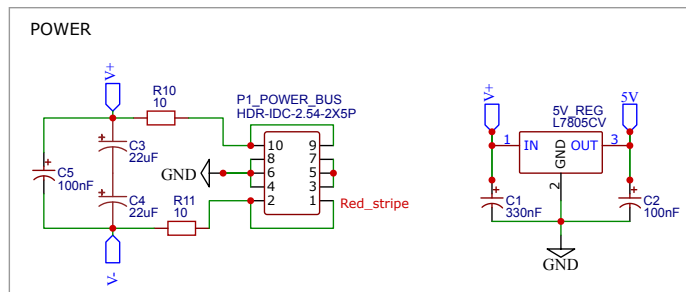 POWER
V+
R10
10
P1_POWER_BUS
HDR-IDC-2.54-2X5P
10 9
8 7
6 5
4 3
2 1
GND
Red_stripe
C3
22uF
C5
100nF
C4
22uF
R11
10
V-
V+
5V_REG
L7805CV
5V
1 IN GND OUT 3
2
C1
330nF
C2
100nF
GND